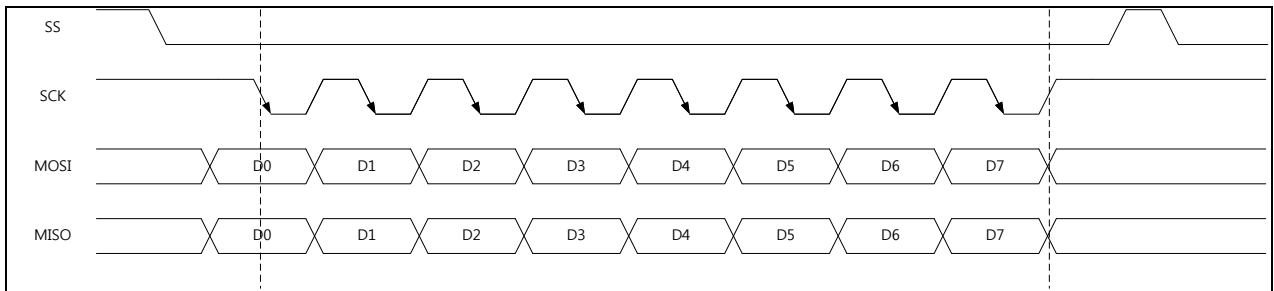 SS
SCK
MOSI D0 D1 D2 D3 D4 D5 D6 D7
MISO D0 D1 D2 D3 D4 D5 D6 D7